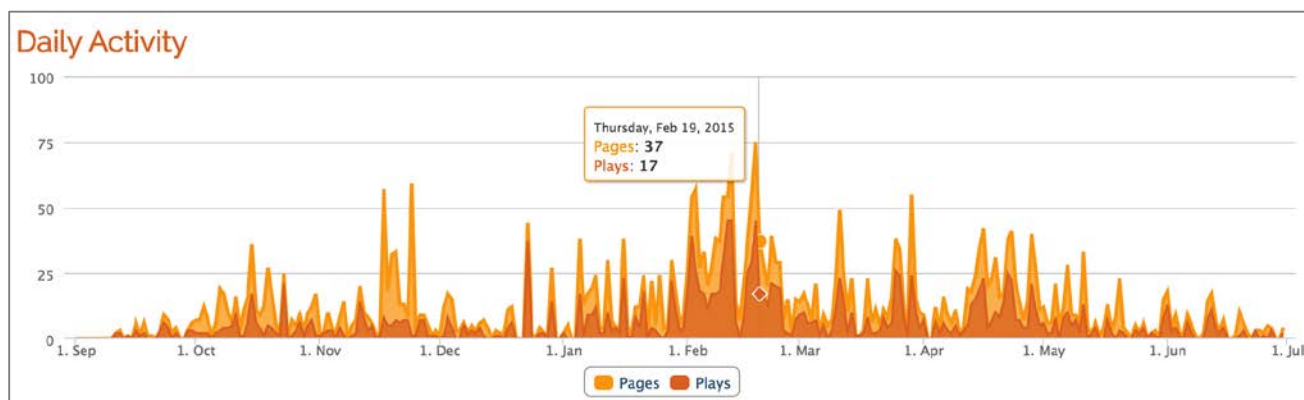 Daily Activity
100
75
50
25
0
Thursday, Feb 19, 2015
Pages: 37
Plays: 17
1. Sep 1. Oct 1. Nov 1. Dec 1. Jan 1. Feb 1. Mar 1. Apr 1. May 1. Jun 1. Jul
Pages Plays